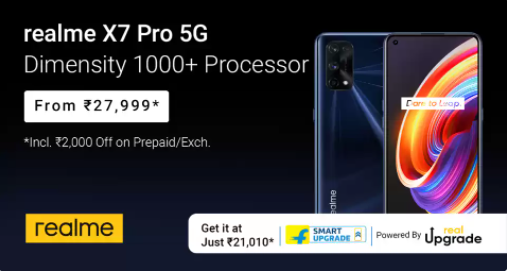 realme X7 Pro 5G
Dimensity 1000+ Processor
From ₹27,999*
*Incl. ₹2,000 Off on Prepaid/Exch.
Dare to Leap.
realme
realme
Get it at
Just ₹21,010*
SMART
UPGRADE
Powered By
real
Upgrade